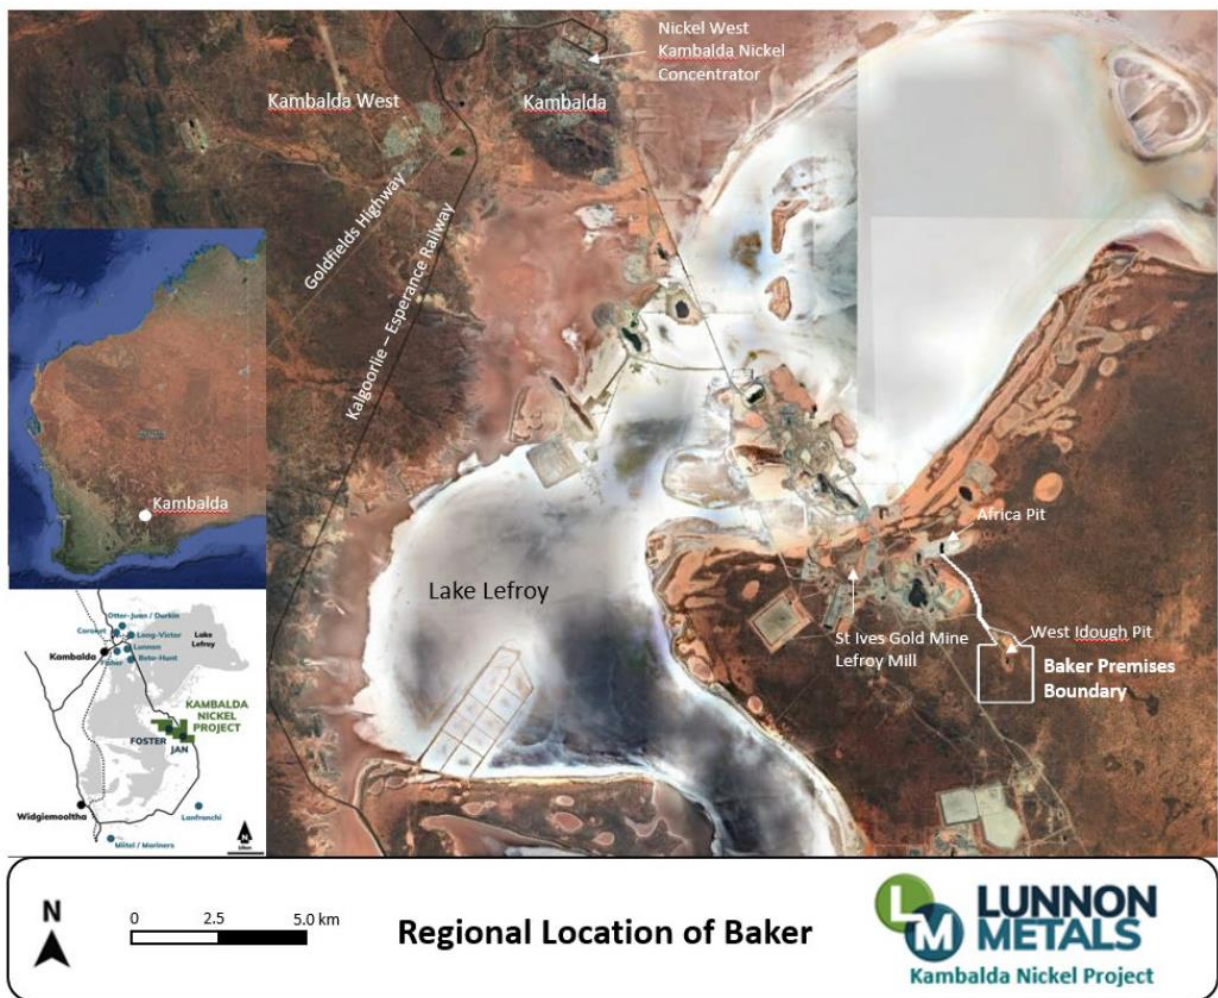 Nickel West
Kambalda Nickel
Concentrator
Kambalda West
Kambalda
Goldfields Highway
Kalgoorlie – Esperance Railway
Kambalda
Africa Pit
Lake Lefroy
St Ives Gold Mine
Lefroy Mill
West Idough Pit
Baker Premises
Boundary
Otter-Juan / Durkin
Coronet
Long-Victor
Lake
Lefroy
Lunnon
Kambalda
Fisher
Beta-Hunt
KAMBALDA
NICKEL
PROJECT
FOSTER
JAN
Widgiemooltha
Lanfranchi
Miitel / Mariners
N
N
0 2.5 5.0 km
Regional Location of Baker
LM
LUNNON
METALS
Kambalda Nickel Project